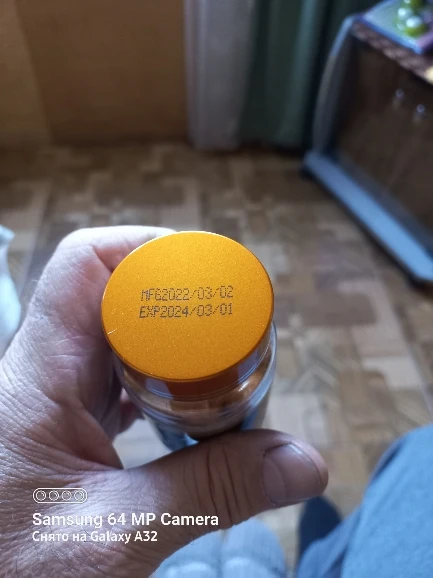 MFG2022/03/02
EXP2024/03/01
Samsung 64 MP Camera
Снято на Galaxy A32